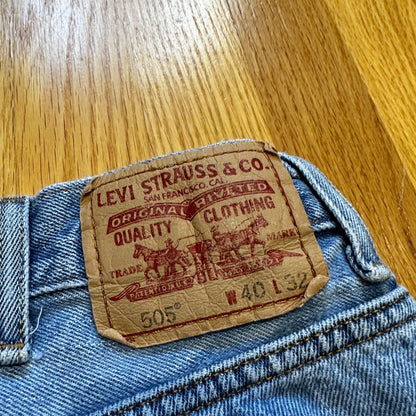 LEVI STRAUSS & CO.
SAN FRANCISCO, CAL.
ORIGINAL RIVETED
QUALITY CLOTHING
TRADE MARK
505® W 40 L 32